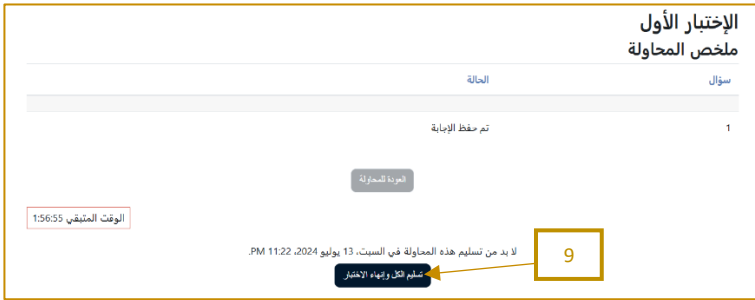 الإختبار الأول
ملخص المحاولة
سؤال الحالة
1 تم حفظ الإجابة
العودة للمحاولة
الوقت المتبقي 1:56:55
لا بد من تسليم هذه المحاولة في السبت، 13 يوليو 2024، 11:22 PM.
9
تسليم الكل وإنهاء الاختبار